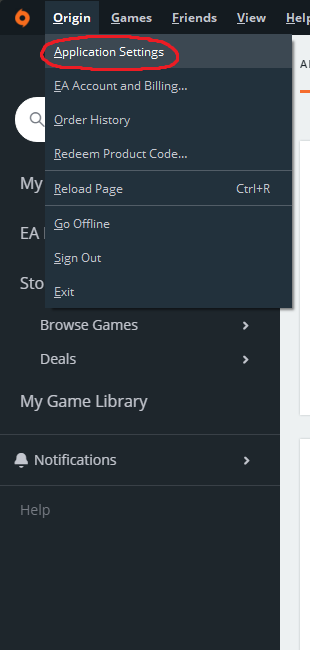 Origin Games Friends View Help
Application Settings
EA Account and Billing...
Order History
Redeem Product Code...
Reload Page Ctrl+R
Go Offline
Sign Out
Exit
My
EA
Sto
Browse Games
Deals
My Game Library
Notifications
Help